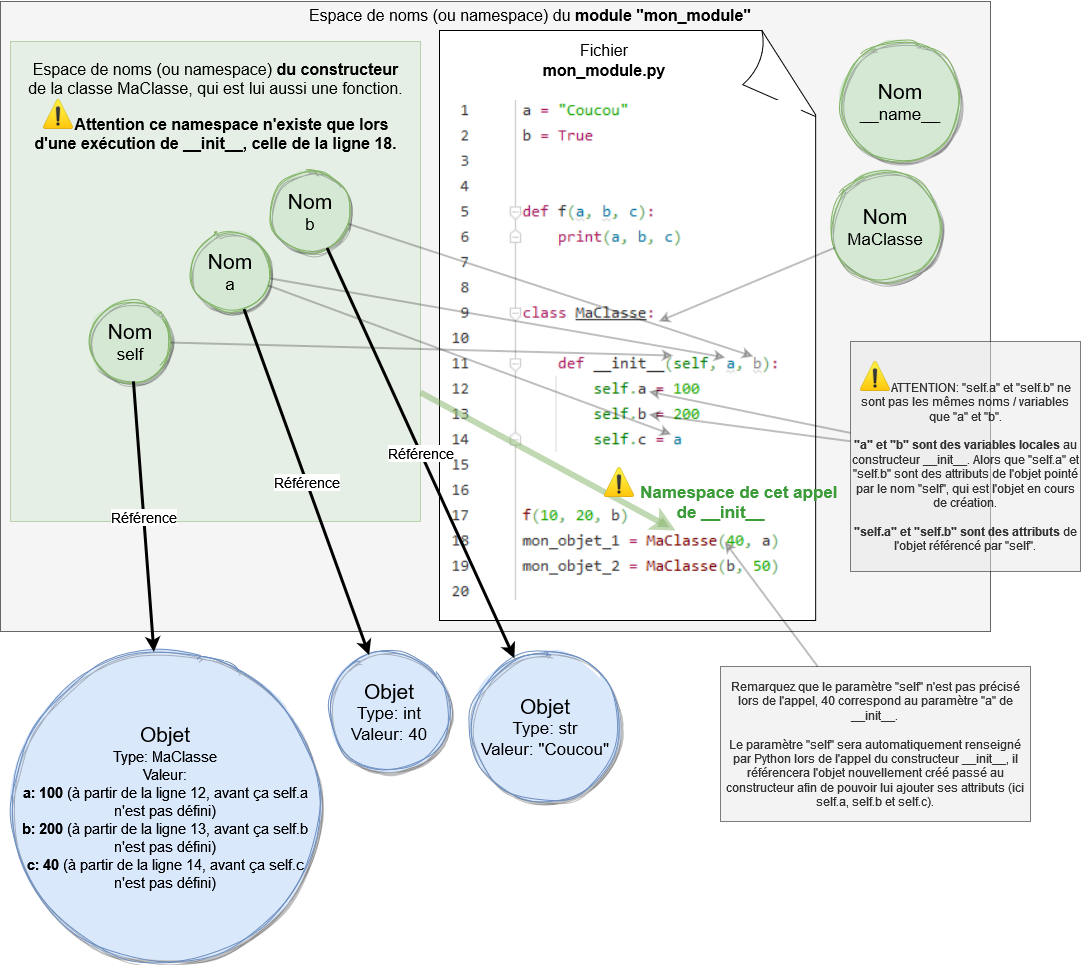 Espace de noms (ou namespace) du module "mon_module"
Espace de noms (ou namespace) du constructeur
de la classe MaClasse, qui est lui aussi une fonction.
Attention ce namespace n'existe que lors
d'une exécution de __init__, celle de la ligne 18.
Nom
b
Nom
a
Nom
self
Fichier
mon_module.py
1 a = "Coucou"
2 b = True
3
4
5 def f(a, b, c):
6 print(a, b, c)
7
8
9 class MaClasse:
10
11 def __init__(self, a, b):
12 self.a = 100
13 self.b = 200
14 self.c = a
15
16
17 f(10, 20, b)
18 mon_objet_1 = MaClasse(40, a)
19 mon_objet_2 = MaClasse(b, 50)
20
Namespace de cet appel
de __init__
Nom
__name__
Nom
MaClasse
ATTENTION: "self.a" et "self.b" ne
sont pas les mêmes noms / variables
que "a" et "b".
"a" et "b" sont des variables locales au
constructeur __init__. Alors que "self.a" et
"self.b" sont des attributs de l'objet pointé
par le nom "self", qui est l'objet en cours
de création.
"self.a" et "self.b" sont des attributs de
l'objet référencé par "self".
Référence
Référence
Référence
Objet
Type: MaClasse
Valeur:
a: 100 (à partir de la ligne 12, avant ça self.a
n'est pas défini)
b: 200 (à partir de la ligne 13, avant ça self.b
n'est pas défini)
c: 40 (à partir de la ligne 14, avant ça self.c
n'est pas défini)
Objet
Type: int
Valeur: 40
Objet
Type: str
Valeur: "Coucou"
Remarquez que le paramètre "self" n'est pas précisé
lors de l'appel, 40 correspond au paramètre "a" de
__init__.
Le paramètre "self" sera automatiquement renseigné
par Python lors de l'appel du constructeur __init__, il
référencera l'objet nouvellement créé passé au
constructeur afin de pouvoir lui ajouter ses attributs (ici
self.a, self.b et self.c).